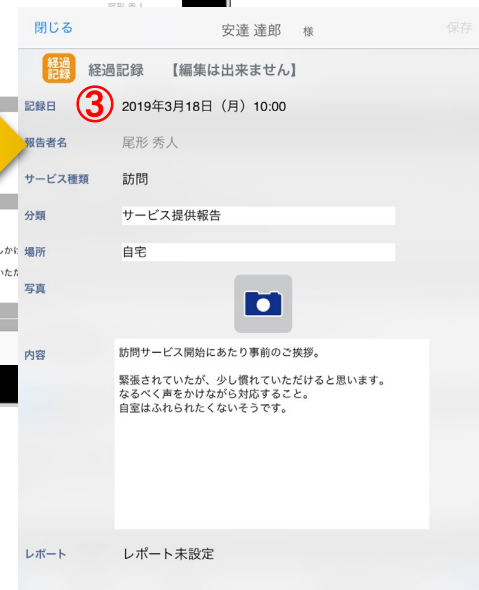 尾形 秀人
閉じる
安達 達郎 様
保存
経過
記録
経過記録 【編集は出来ません】
記録日
③
2019年3月18日（月）10:00
報告者名
尾形 秀人
サービス種類
訪問
分類
サービス提供報告
場所
自宅
写真
内容
訪問サービス開始にあたり事前のご挨拶。
緊張されていたが、少し慣れていただけると思います。
なるべく声をかけながら対応すること。
自室はふれられたくないそうです。
レポート
レポート未設定